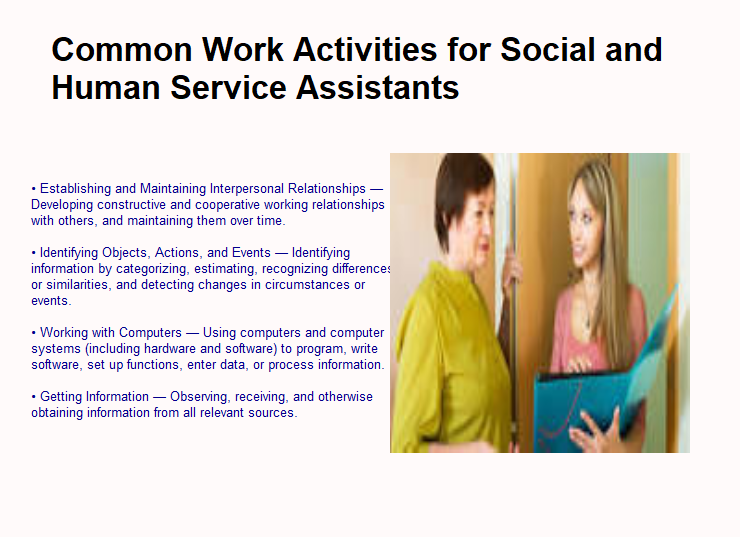 Common Work Activities for Social and
Human Service Assistants
• Establishing and Maintaining Interpersonal Relationships —
Developing constructive and cooperative working relationships
with others, and maintaining them over time.
• Identifying Objects, Actions, and Events — Identifying
information by categorizing, estimating, recognizing differences
or similarities, and detecting changes in circumstances or
events.
• Working with Computers — Using computers and computer
systems (including hardware and software) to program, write
software, set up functions, enter data, or process information.
• Getting Information — Observing, receiving, and otherwise
obtaining information from all relevant sources.